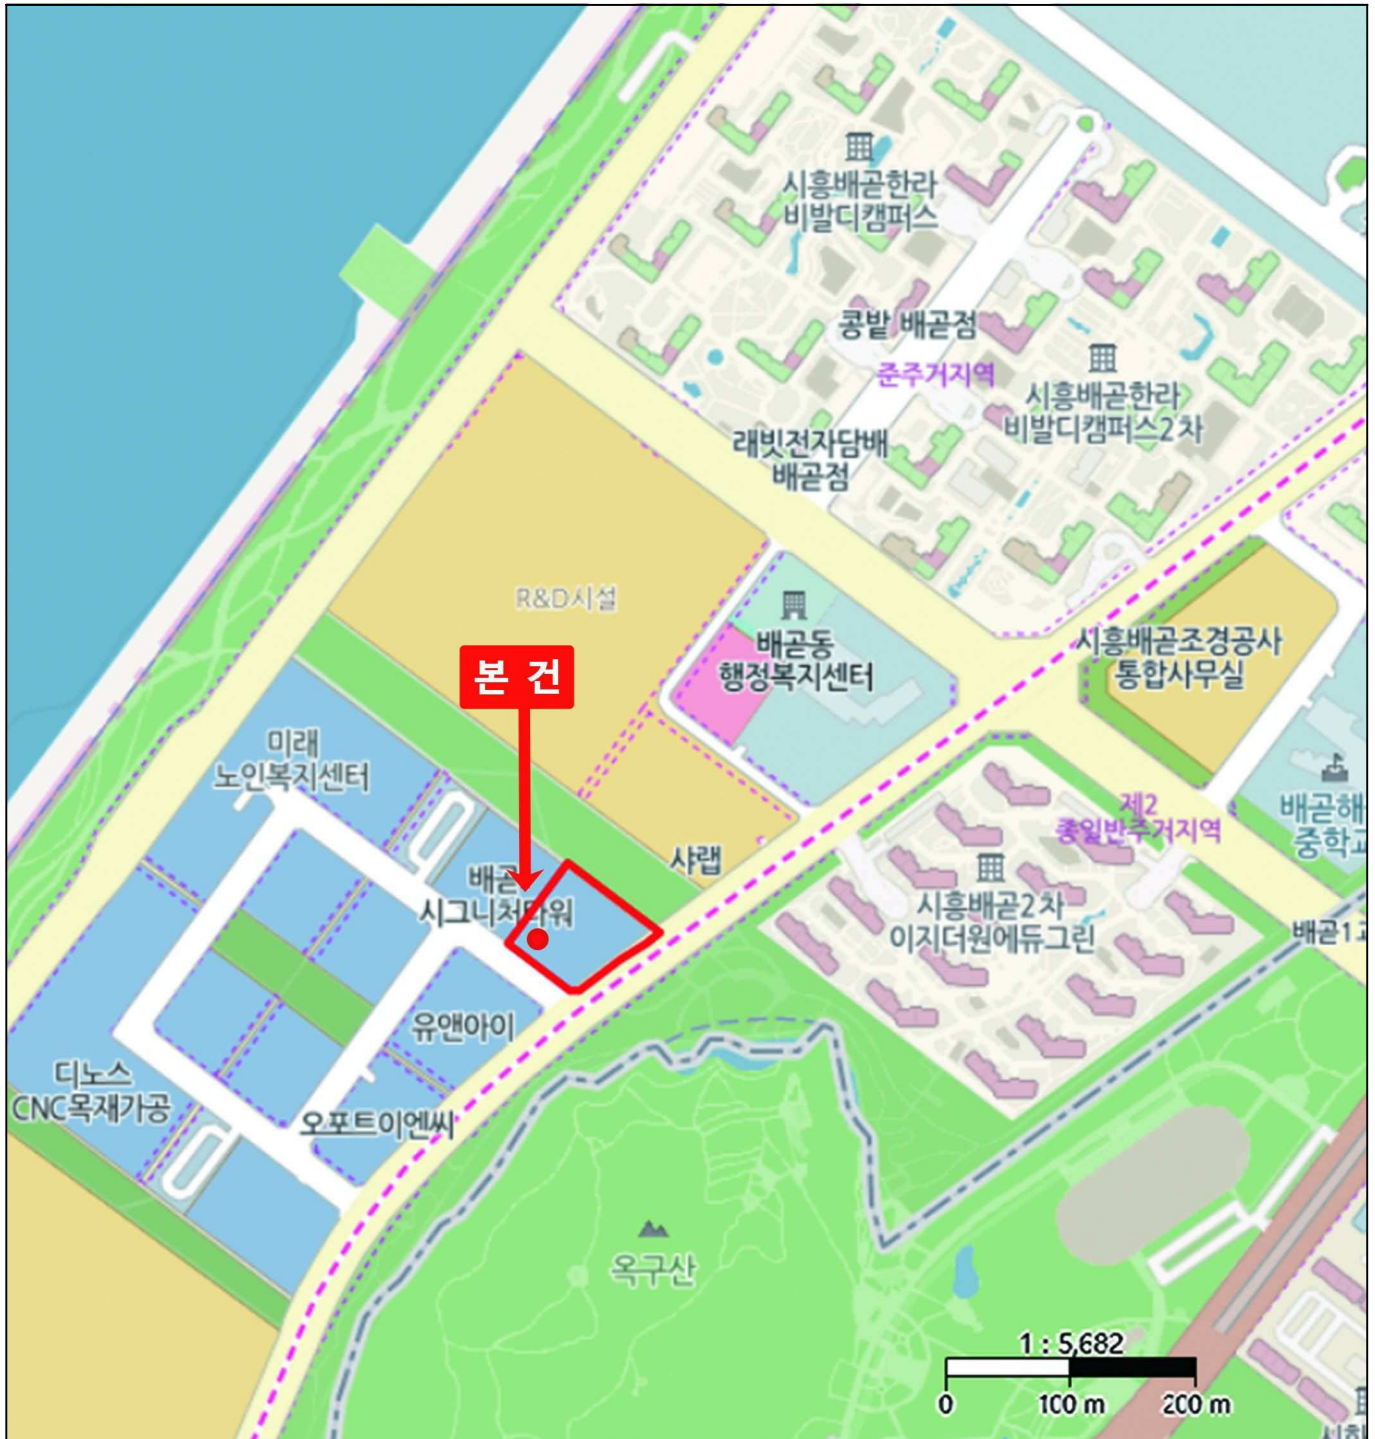 시흥배곧한라
비발디캠퍼스
콩밭 배곧점
준주거지역
시흥배곧한라
비발디캠퍼스2차
래빗전자담배
배곧점
R&D시설
배곧동
행정복지센터
시흥배곧조경공사
통합사무실
본 건
미래
노인복지센터
제2
종일반주거지역
배곧해
중학교
샤랩
배곧
시그니처타워
시흥배곧2차
이지더원에듀그린
배곧1교
유앤아이
디노스
CNC목재가공
오포트이엔씨
옥구산
1 : 5,682
0 100 m 200 m